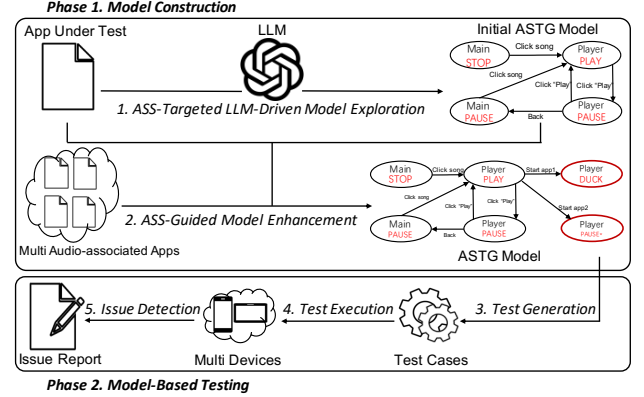 Phase 1. Model Construction
App Under Test
LLM
Initial ASTG Model
Main
STOP
Click song
Player
PLAY
Click song
Click "Play"
Click "Play"
Main
PAUSE
Back
Player
PAUSE
1. ASS-Targeted LLM-Driven Model Exploration
Multi Audio-associated Apps
2. ASS-Guided Model Enhancement
Main
STOP
Click song
Player
PLAY
Start app1
Player
DUCK
Click song
Click "Play"
Click "Play"
Start app2
Main
PAUSE
Back
Player
PAUSE
Player
PAUSE*
ASTG Model
5. Issue Detection
4. Test Execution
3. Test Generation
Issue Report
Multi Devices
Test Cases
Phase 2. Model-Based Testing